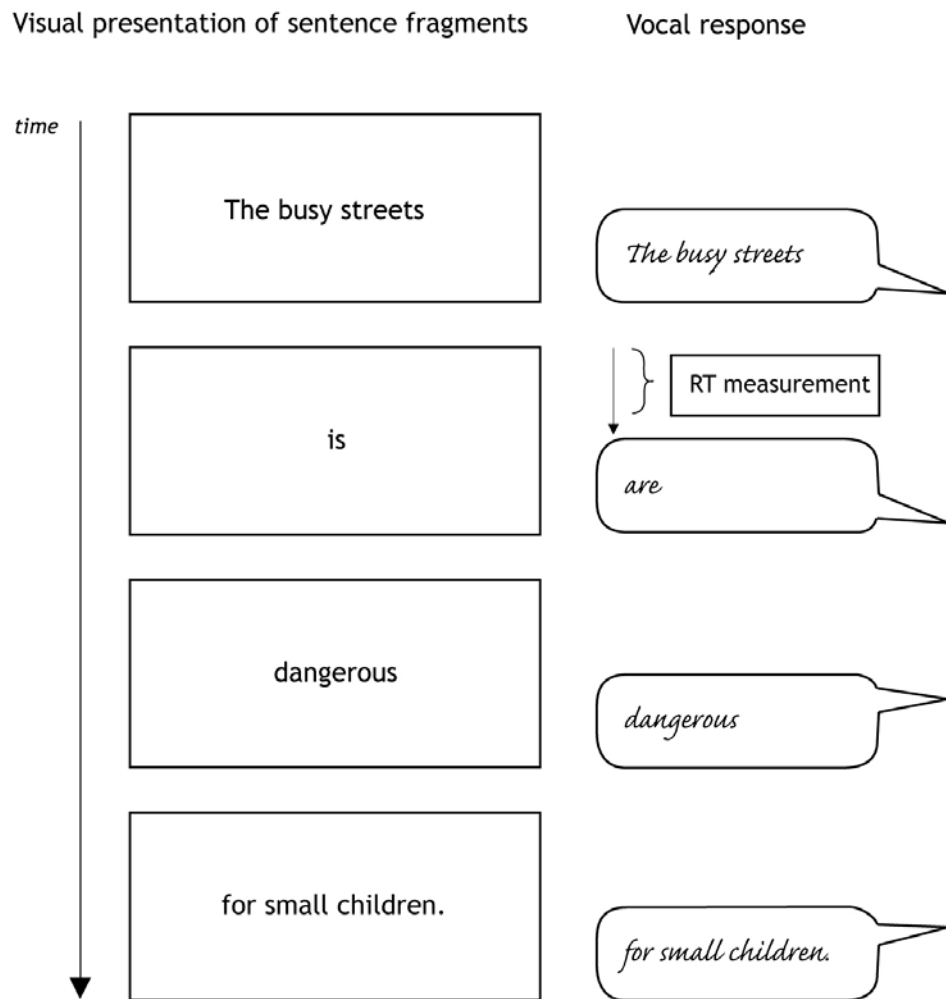 Visual presentation of sentence fragments
Vocal response
time
The busy streets
The busy streets
RT measurement
is
are
dangerous
dangerous
for small children.
for small children.